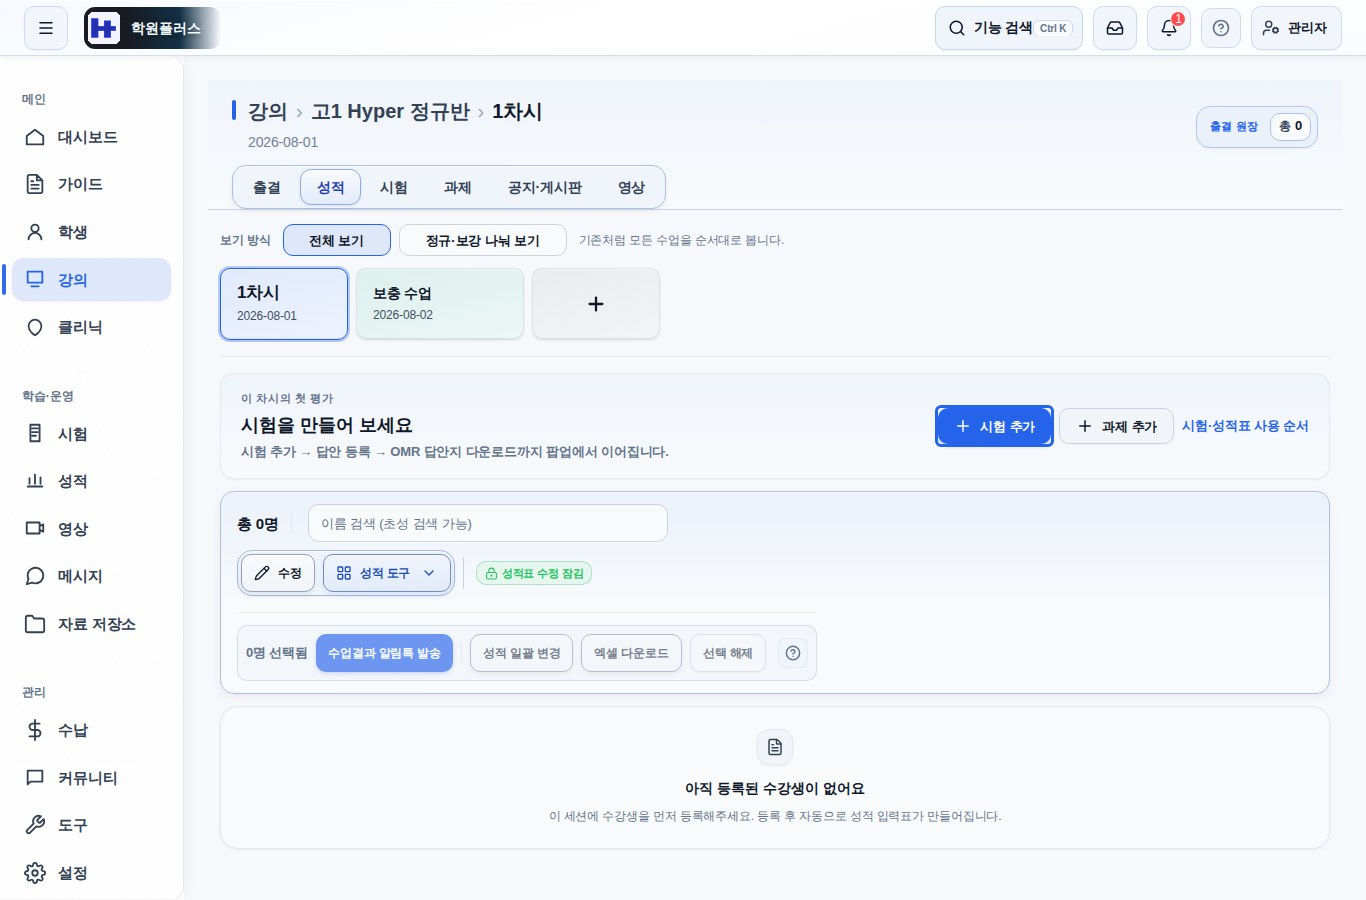 학원플러스
기능 검색 Ctrl K
1
관리자
메인
대시보드
가이드
학생
강의
클리닉
학습·운영
시험
성적
영상
메시지
자료 저장소
관리
수납
커뮤니티
도구
설정
강의 › 고1 Hyper 정규반 › 1차시
2026-08-01
출결 원장 총 0
출결 성적 시험 과제 공지·게시판 영상
보기 방식 전체 보기 정규·보강 나눠 보기 기존처럼 모든 수업을 순서대로 봅니다.
1차시
2026-08-01
보충 수업
2026-08-02
이 차시의 첫 평가
시험을 만들어 보세요
시험 추가 → 답안 등록 → OMR 답안지 다운로드까지 팝업에서 이어집니다.
시험 추가 과제 추가 시험·성적표 사용 순서
총 0명 이름 검색 (초성 검색 가능)
수정 성적 도구 성적표 수정 잠김
0명 선택됨 수업결과 알림톡 발송 성적 일괄 변경 엑셀 다운로드 선택 해제
아직 등록된 수강생이 없어요
이 세션에 수강생을 먼저 등록해주세요. 등록 후 자동으로 성적 입력표가 만들어집니다.